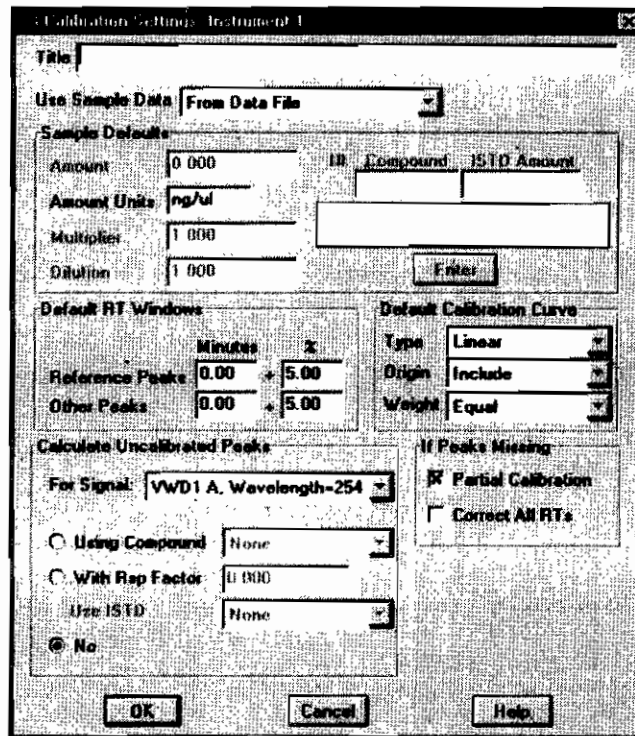 Calibration Settings: Instrument 1
Title
Use Sample Data From Data File
Sample Defaults
Amount 0.000
Amount Units ng/ul
Multiplier 1.000
Dilution 1.000
Compound ISTD Amount
Enter
Default RT Windows
Minutes %
Reference Peaks 0.00 + 5.00
Other Peaks 0.00 + 5.00
Default Calibration Curve
Type Linear
Origin Include
Weight Equal
Calculate Uncalibrated Peaks
For Signal: VWD1 A, Wavelength=254
Using Compound None
With Rsp Factor 0.000
Use ISTD None
No
If Peaks Missing
Partial Calibration
Correct All RTs
OK Cancel Help